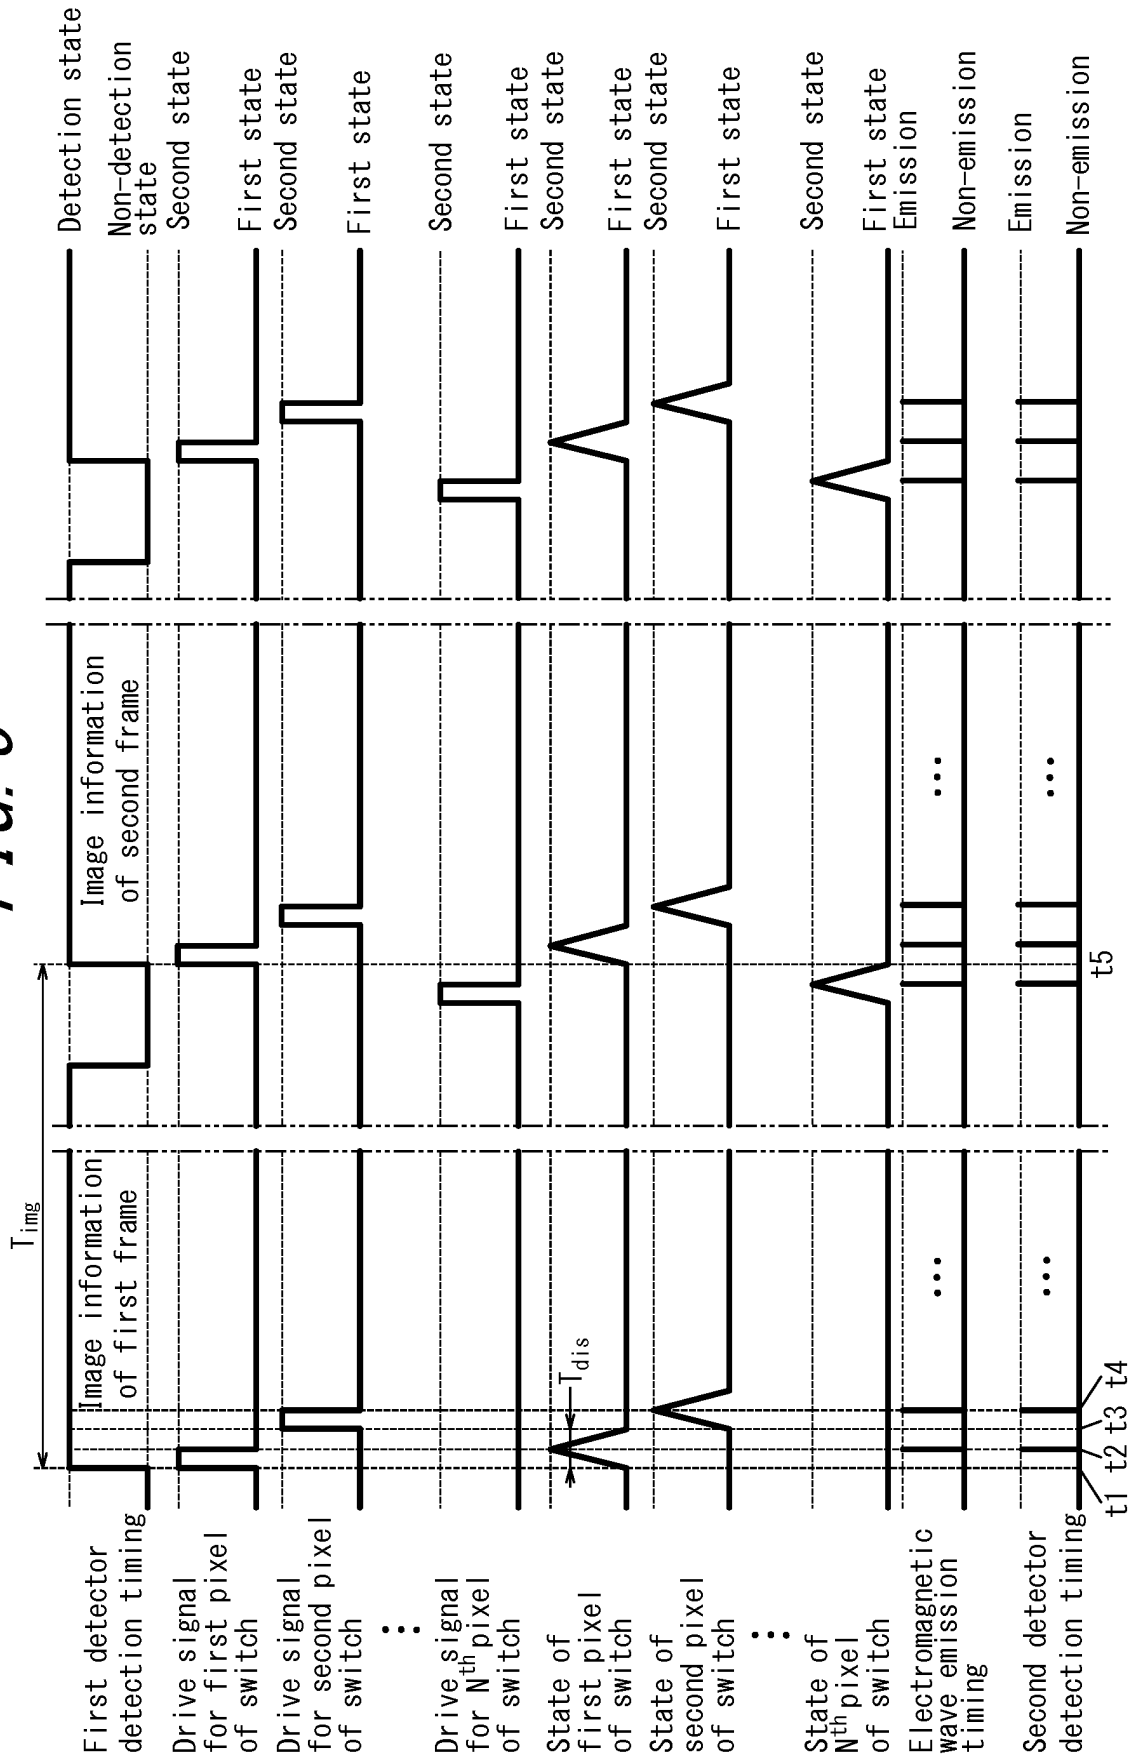 T_img
First detector
detection timing
Image information
of first frame
Image information
of second frame
Detection state
Non-detection
state
Drive signal
for first pixel
of switch
Second state
First state
Drive signal
for second pixel
of switch
Second state
First state
Drive signal
for Nth pixel
of switch
Second state
First state
State of
first pixel
of switch
T_dis
Second state
First state
State of
second pixel
of switch
Second state
First state
State of
Nth pixel
of switch
Second state
First state
Electromagnetic
wave emission
timing
Emission
Non-emission
Second detector
detection timing
Emission
Non-emission
t1 t2 t3 t4 t5